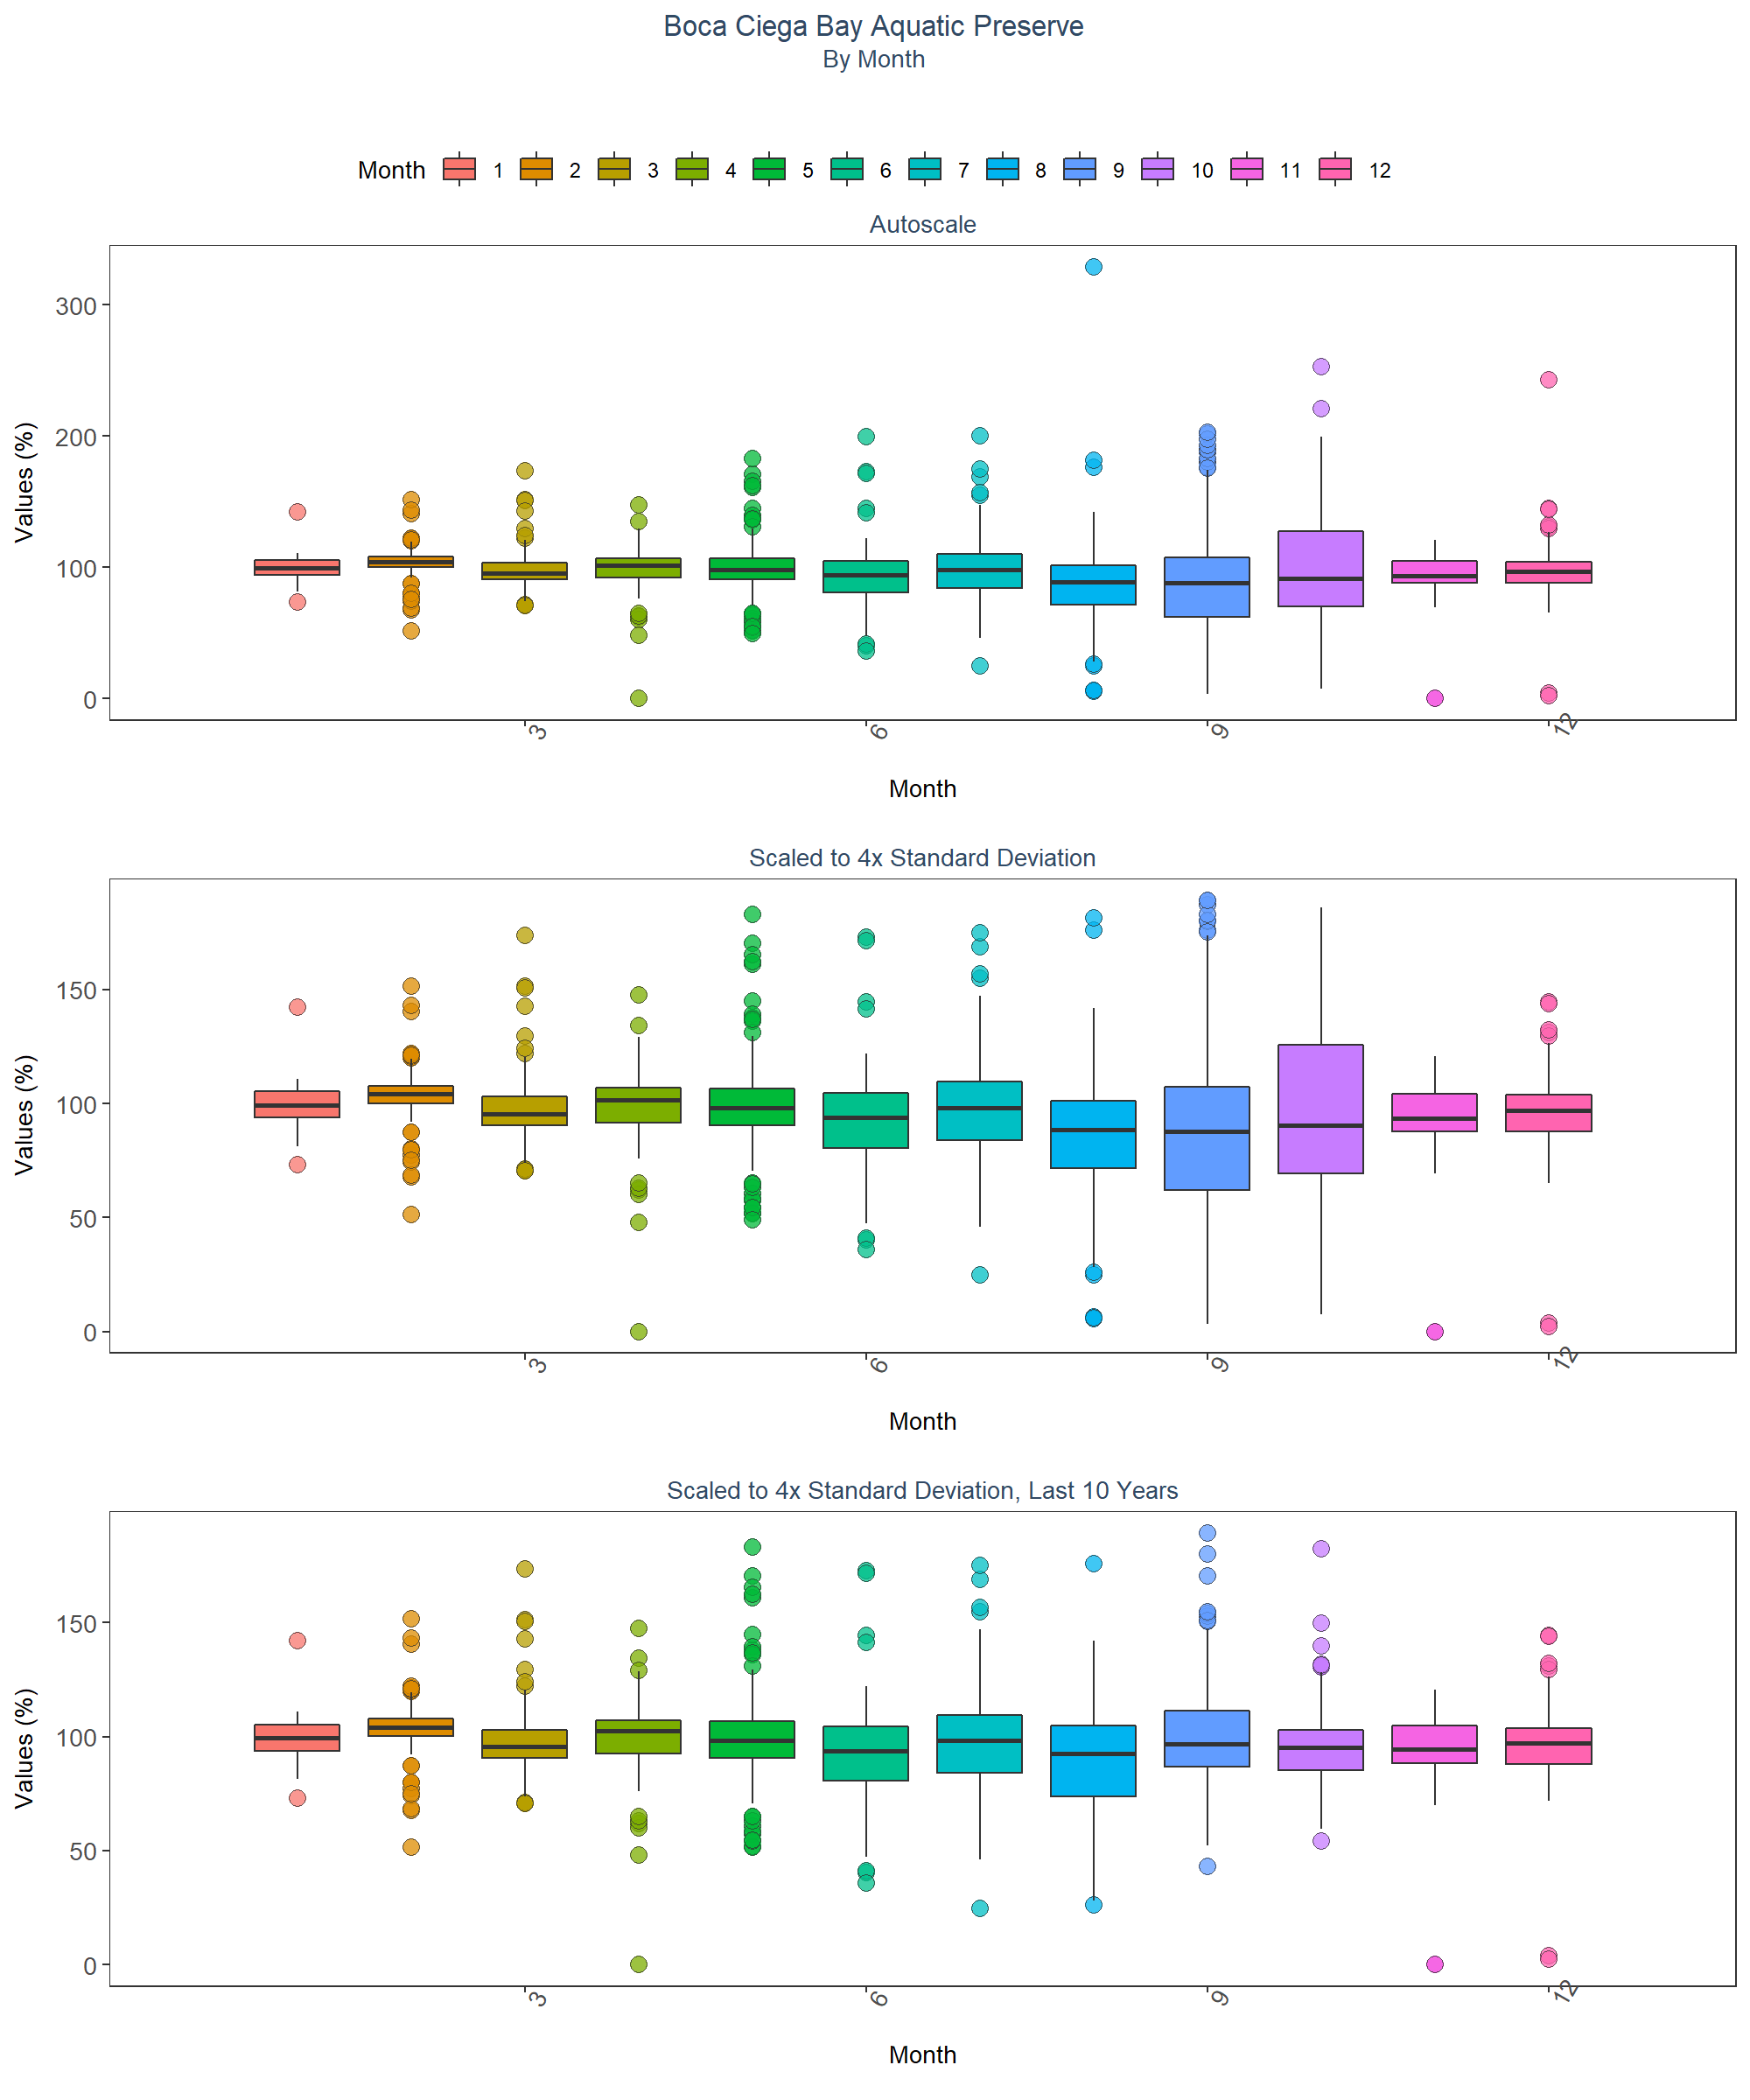 Boca Ciega Bay Aquatic Preserve
By Month
Month 1 2 3 4 5 6 7 8 9 10 11 12
Autoscale
Values (%)
300
200
100
0
3 6 9 12
Month
Scaled to 4x Standard Deviation
Values (%)
150
100
50
0
3 6 9 12
Month
Scaled to 4x Standard Deviation, Last 10 Years
Values (%)
150
100
50
0
3 6 9 12
Month